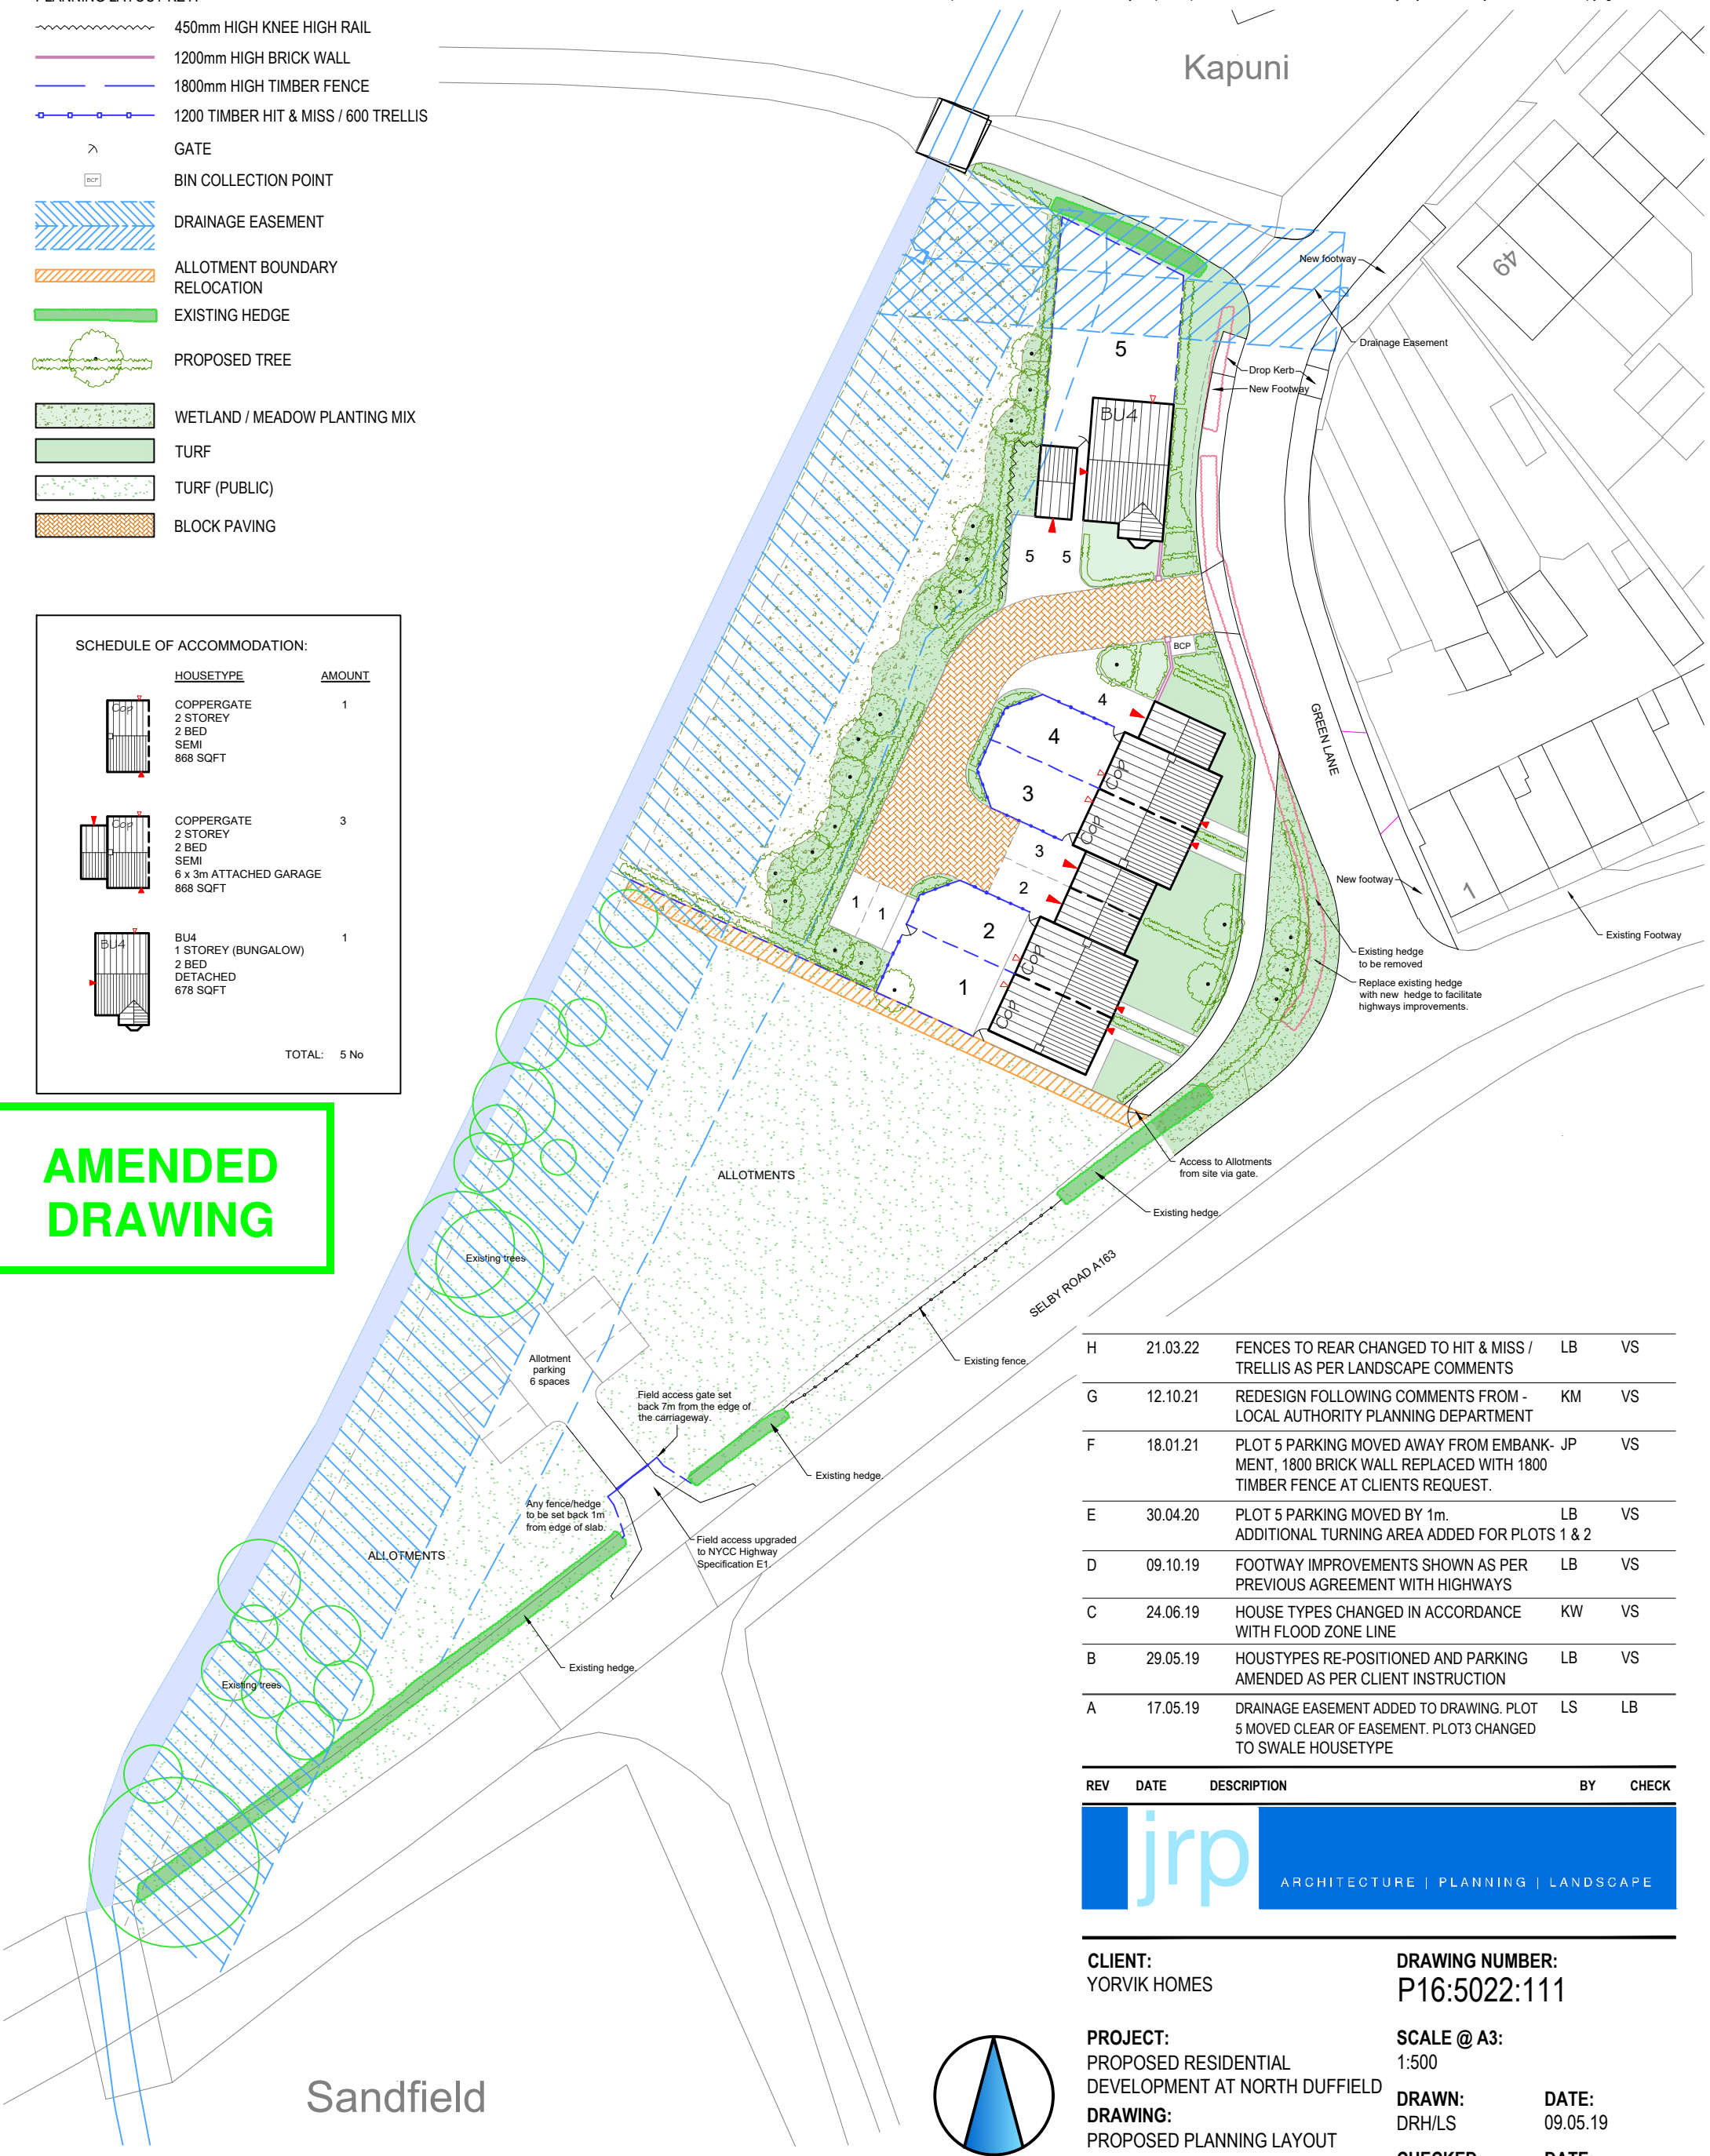 450mm HIGH KNEE HIGH RAIL
1200mm HIGH BRICK WALL
1800mm HIGH TIMBER FENCE
1200 TIMBER HIT & MISS / 600 TRELLIS
GATE
BCP
BIN COLLECTION POINT
DRAINAGE EASEMENT
ALLOTMENT BOUNDARY
RELOCATION
EXISTING HEDGE
PROPOSED TREE
WETLAND / MEADOW PLANTING MIX
TURF
TURF (PUBLIC)
BLOCK PAVING
SCHEDULE OF ACCOMMODATION:
HOUSETYPE AMOUNT
Cop
COPPERGATE 1
2 STOREY
2 BED
SEMI
868 SQFT
Cop
COPPERGATE 3
2 STOREY
2 BED
SEMI
6 x 3m ATTACHED GARAGE
868 SQFT
BU4
BU4 1
1 STOREY (BUNGALOW)
2 BED
DETACHED
678 SQFT
TOTAL: 5 No
AMENDED
DRAWING
Kapuni
49
New footway
Drainage Easement
Drop Kerb
New Footway
5
BU4
5 5
BCP
4
4
Cop
3
Cop
3
2
1 1
2
Cop
1
Cop
GREEN LANE
New footway
1
Existing Footway
Existing hedge
to be removed
Replace existing hedge
with new hedge to facilitate
highways improvements.
Access to Allotments
from site via gate.
Existing hedge.
ALLOTMENTS
SELBY ROAD A163
Existing trees
Existing fence.
Allotment
parking
6 spaces
Field access gate set
back 7m from the edge of
the carriageway.
Existing hedge.
Any fence/hedge
to be set back 1m
from edge of slab.
Field access upgraded
to NYCC Highway
Specification E1.
ALLOTMENTS
Existing hedge.
Existing trees
Sandfield
H 21.03.22 FENCES TO REAR CHANGED TO HIT & MISS / LB VS
TRELLIS AS PER LANDSCAPE COMMENTS
G 12.10.21 REDESIGN FOLLOWING COMMENTS FROM - KM VS
LOCAL AUTHORITY PLANNING DEPARTMENT
F 18.01.21 PLOT 5 PARKING MOVED AWAY FROM EMBANK- JP VS
MENT, 1800 BRICK WALL REPLACED WITH 1800
TIMBER FENCE AT CLIENTS REQUEST.
E 30.04.20 PLOT 5 PARKING MOVED BY 1m. LB VS
ADDITIONAL TURNING AREA ADDED FOR PLOTS 1 & 2
D 09.10.19 FOOTWAY IMPROVEMENTS SHOWN AS PER LB VS
PREVIOUS AGREEMENT WITH HIGHWAYS
C 24.06.19 HOUSE TYPES CHANGED IN ACCORDANCE KW VS
WITH FLOOD ZONE LINE
B 29.05.19 HOUSTYPES RE-POSITIONED AND PARKING LB VS
AMENDED AS PER CLIENT INSTRUCTION
A 17.05.19 DRAINAGE EASEMENT ADDED TO DRAWING. PLOT LS LB
5 MOVED CLEAR OF EASEMENT. PLOT3 CHANGED
TO SWALE HOUSETYPE
REV DATE DESCRIPTION BY CHECK
jrp
ARCHITECTURE | PLANNING | LANDSCAPE
CLIENT:
YORVIK HOMES
DRAWING NUMBER:
P16:5022:111
PROJECT:
PROPOSED RESIDENTIAL
DEVELOPMENT AT NORTH DUFFIELD
SCALE @ A3:
1:500
DRAWING:
PROPOSED PLANNING LAYOUT
DRAWN: DATE:
DRH/LS 09.05.19